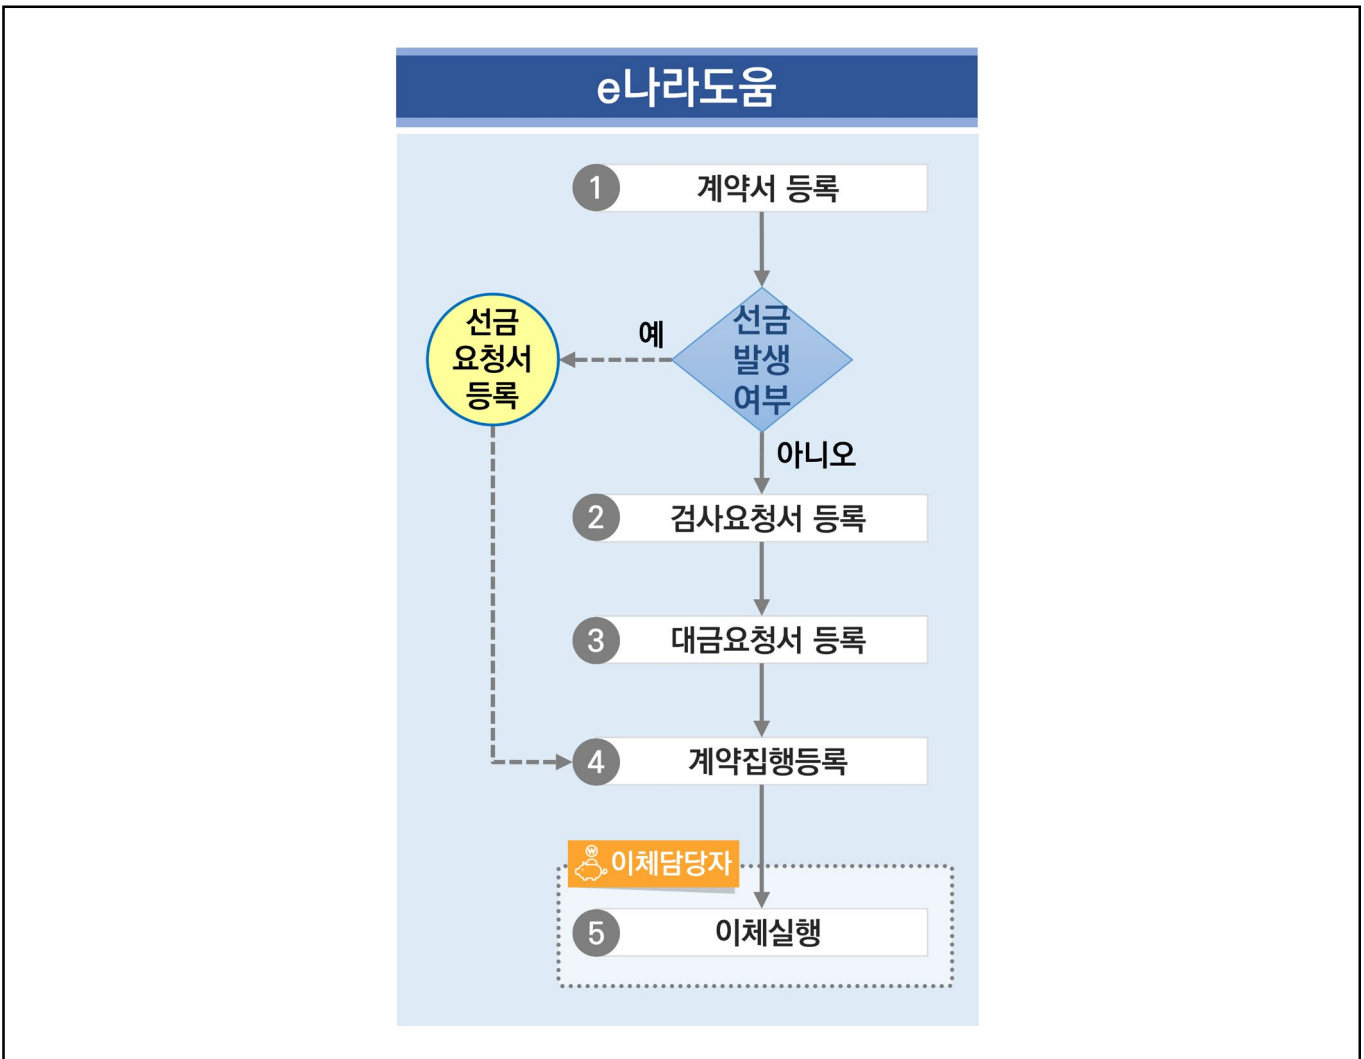 e나라도움
1 계약서 등록
선금
발생
여부
예
선금
요청서
등록
아니오
2 검사요청서 등록
3 대금요청서 등록
4 계약집행등록
₩
이체담당자
5 이체실행